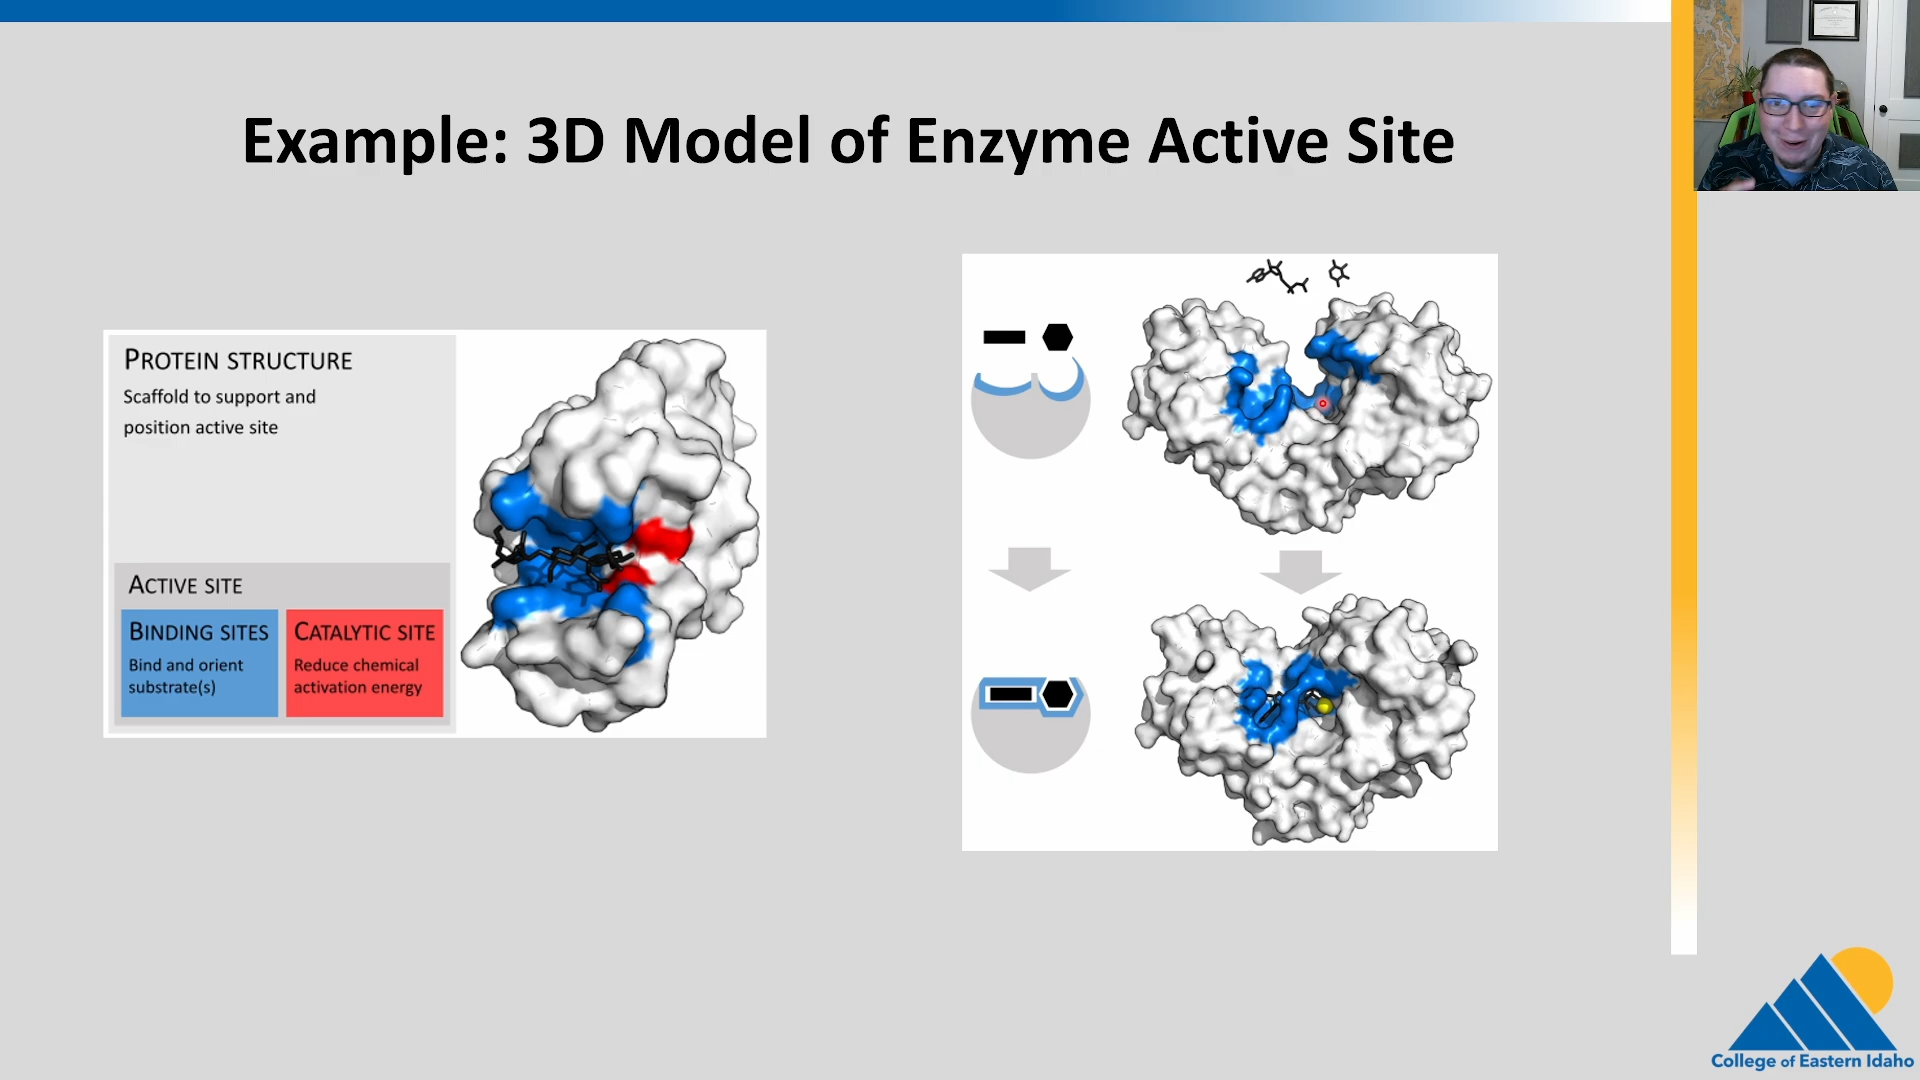 Example: 3D Model of Enzyme Active Site
PROTEIN STRUCTURE
Scaffold to support and
position active site
ACTIVE SITE
BINDING SITES
Bind and orient
substrate(s)
CATALYTIC SITE
Reduce chemical
activation energy
College of Eastern Idaho